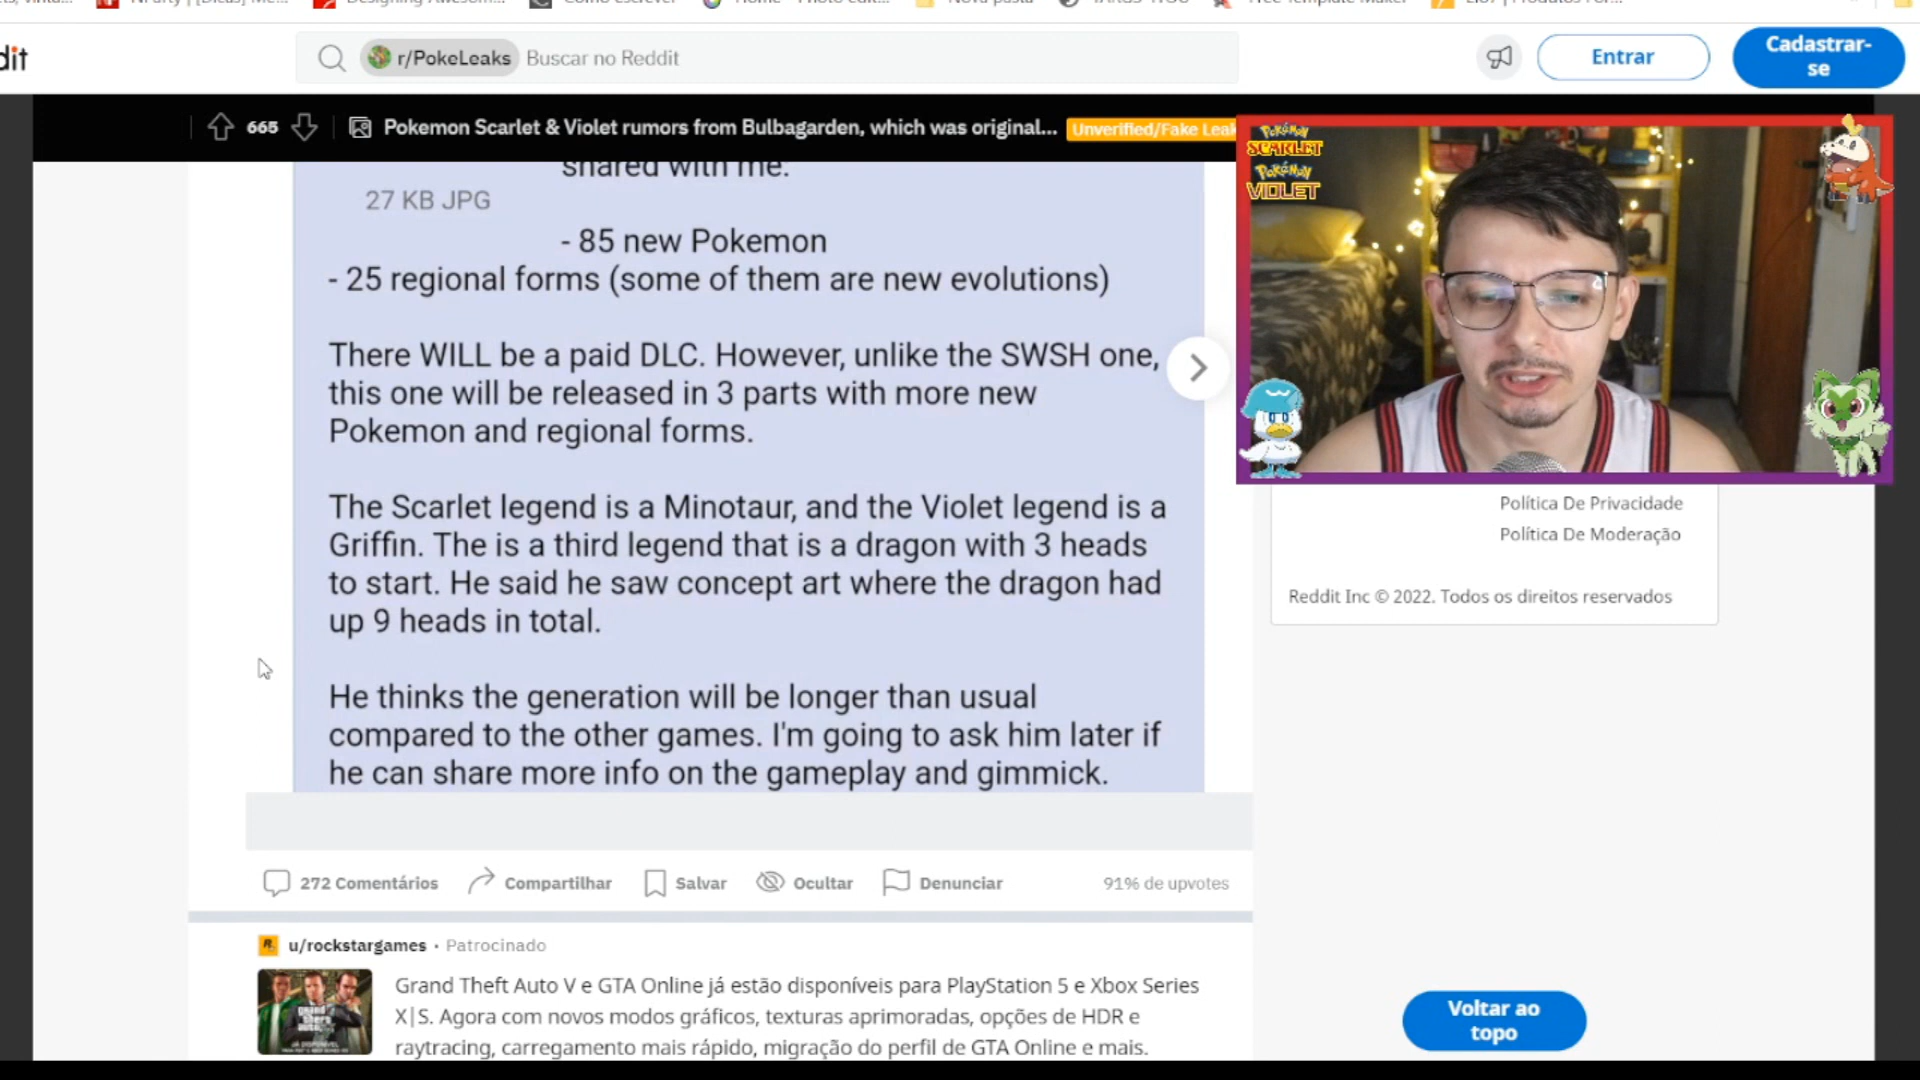 dit
r/PokeLeaks Buscar no Reddit
Entrar
Cadastrar-
se
665 Pokemon Scarlet & Violet rumors from Bulbagarden, which was original... Unverified/Fake Leak
POKéMON
SCARLET
POKéMON
VIOLET
shared with me:
27 KB JPG
- 85 new Pokemon
- 25 regional forms (some of them are new evolutions)
There WILL be a paid DLC. However, unlike the SWSH one,
this one will be released in 3 parts with more new
Pokemon and regional forms.
The Scarlet legend is a Minotaur, and the Violet legend is a
Griffin. The is a third legend that is a dragon with 3 heads
to start. He said he saw concept art where the dragon had
up 9 heads in total.
He thinks the generation will be longer than usual
compared to the other games. I'm going to ask him later if
he can share more info on the gameplay and gimmick.
Política De Privacidade
Política De Moderação
Reddit Inc © 2022. Todos os direitos reservados
272 Comentários Compartilhar Salvar Ocultar Denunciar 91% de upvotes
u/rockstargames • Patrocinado
Grand Theft Auto V e GTA Online já estão disponíveis para PlayStation 5 e Xbox Series
X|S. Agora com novos modos gráficos, texturas aprimoradas, opções de HDR e
raytracing, carregamento mais rápido, migração do perfil de GTA Online e mais.
Voltar ao
topo